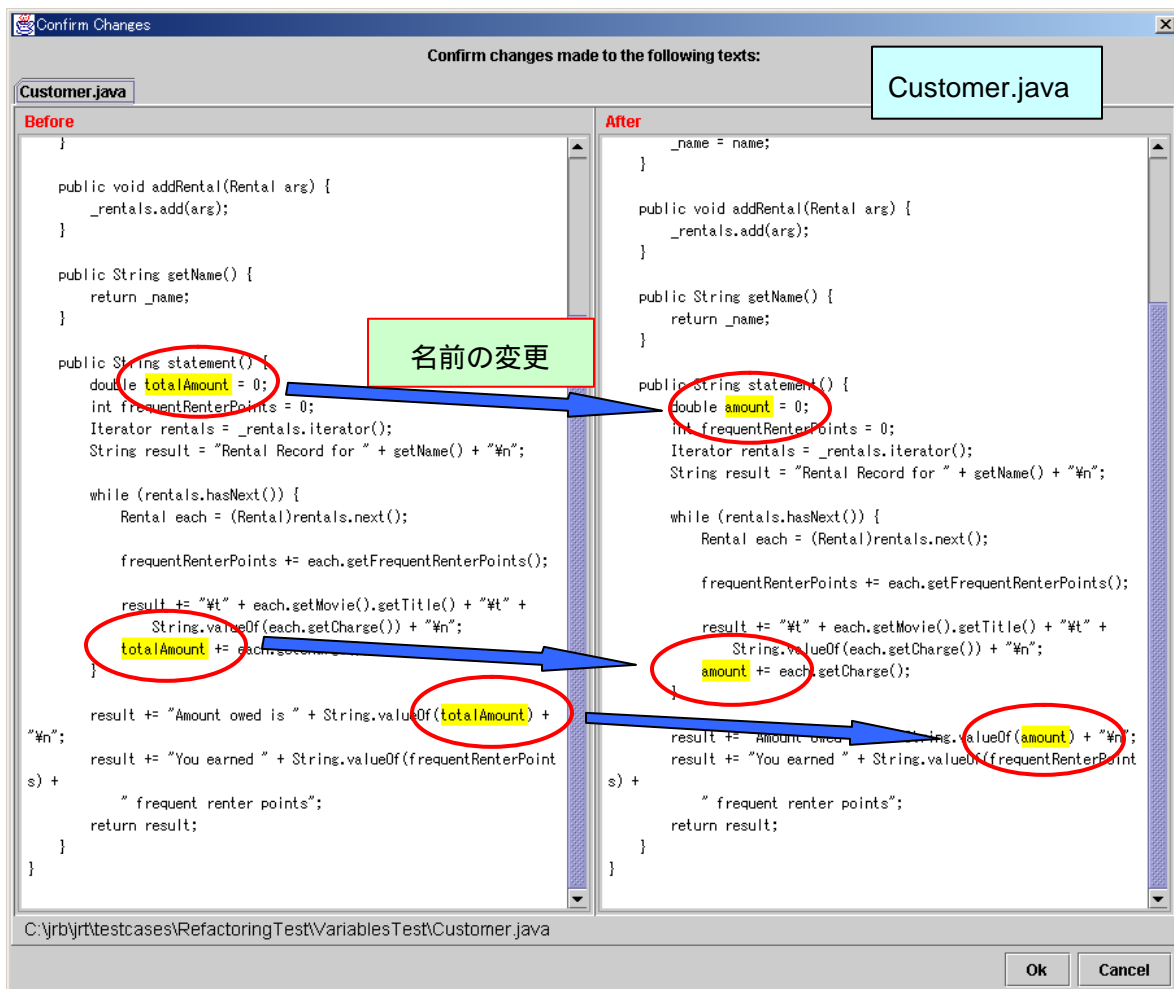 Confirm Changes
Confirm changes made to the following texts:
Customer.java
Customer.java
Before
}
public void addRental(Rental arg) {
_rentals.add(arg);
}
public String getName() {
return _name;
}
public String statement() {
double totalAmount = 0;
int frequentRenterPoints = 0;
Iterator rentals = _rentals.iterator();
String result = "Rental Record for " + getName() + "¥n";
while (rentals.hasNext()) {
Rental each = (Rental)rentals.next();
frequentRenterPoints += each.getFrequentRenterPoints();
result += "¥t" + each.getMovie().getTitle() + "¥t" +
String.valueOf(each.getCharge()) + "¥n";
totalAmount +=
}
result += "Amount owed is " + String.valueOf(totalAmount) +
"¥n";
result += "You earned " + String.valueOf(frequentRenterPoint
s) +
" frequent renter points";
return result;
}
}
名前の変更
After
_name = name;
}
public void addRental(Rental arg) {
_rentals.add(arg);
}
public String getName() {
return _name;
}
public String statement() {
double amount = 0;
int frequentRenterPoints = 0;
Iterator rentals = _rentals.iterator();
String result = "Rental Record for " + getName() + "¥n";
while (rentals.hasNext()) {
Rental each = (Rental)rentals.next();
frequentRenterPoints += each.getFrequentRenterPoints();
result += "¥t" + each.getMovie().getTitle() + "¥t" +
String.valueOf(each.getCharge()) + "¥n";
amount += each.getCharge();
}
result += "Amount owed String.valueOf(amount) + "¥n";
result += "You earned " + String.valueOf(frequentRenterPoint
s) +
" frequent renter points";
return result;
}
}
C:\jrb\jrt\testcases\RefactoringTest\VariablesTest\Customer.java
Ok
Cancel